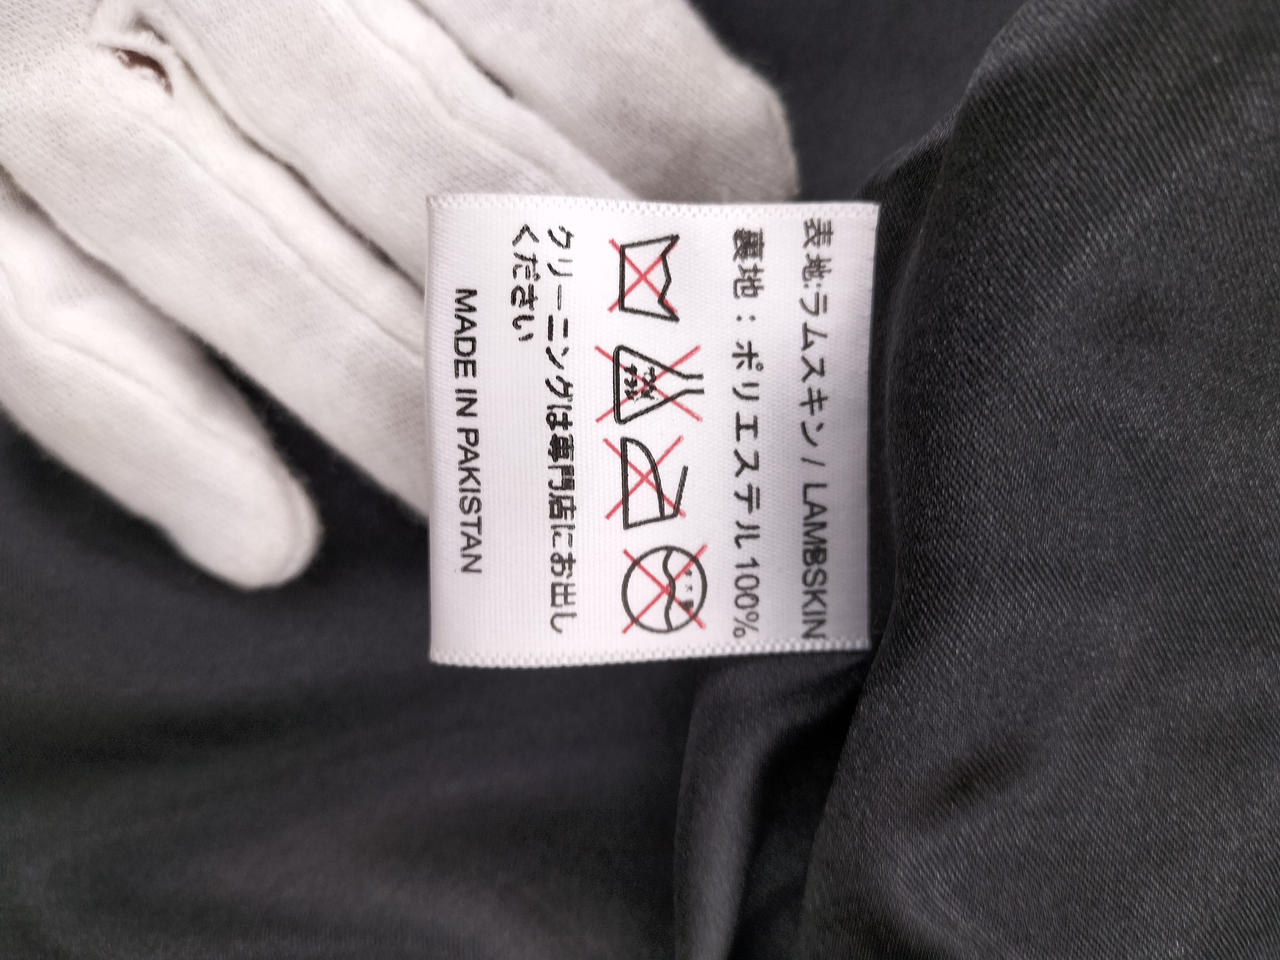 表地:ラムスキン / LAMBSKIN
裏地：ポリエステル100%
クリーニングは専門店にお出し
ください
MADE IN PAKISTAN